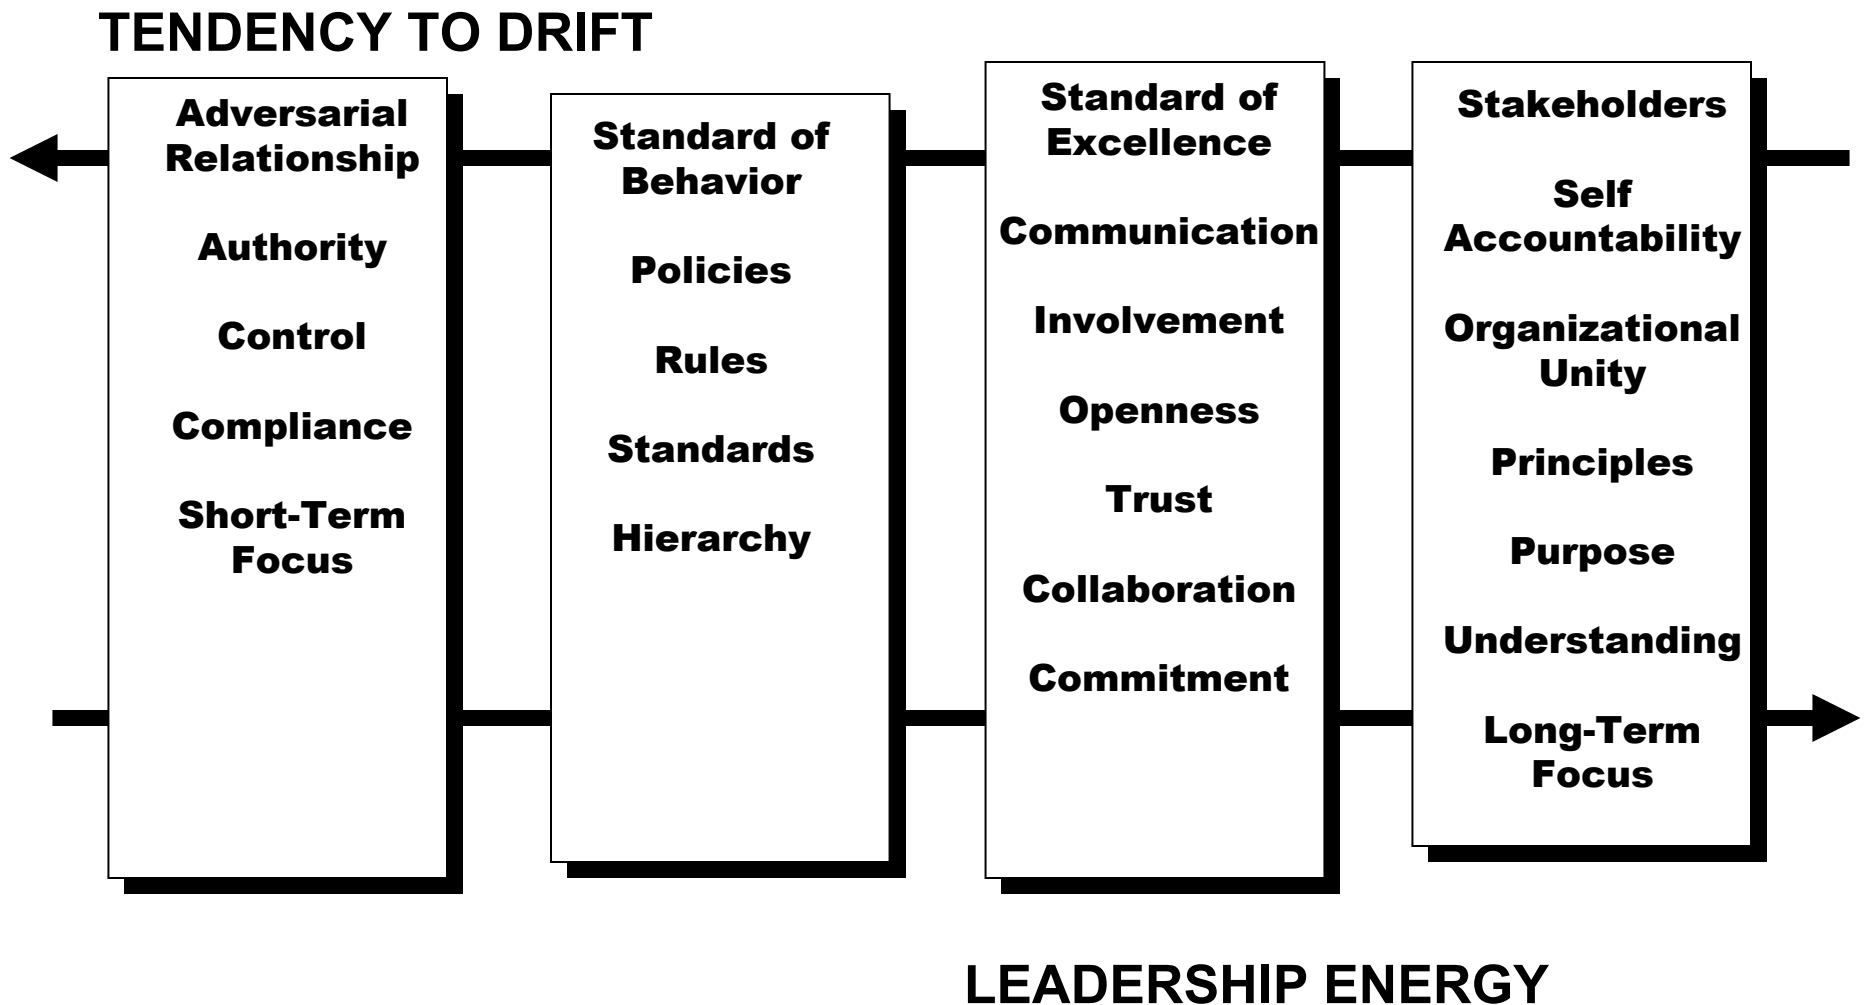 TENDENCY TO DRIFT
Adversarial
Relationship
Authority
Control
Compliance
Short-Term
Focus
Standard of
Behavior
Policies
Rules
Standards
Hierarchy
Standard of
Excellence
Communication
Involvement
Openness
Trust
Collaboration
Commitment
Stakeholders
Self
Accountability
Organizational
Unity
Principles
Purpose
Understanding
Long-Term
Focus
LEADERSHIP ENERGY